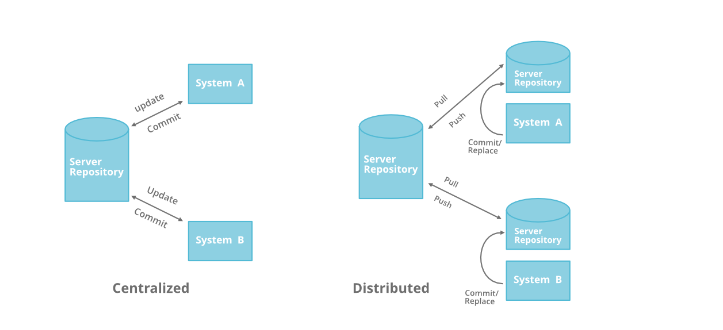 update
Commit
System A
Server
Repository
Update
Commit
System B
Centralized
Server
Repository
Pull
Push
Server
Repository
System A
Commit/
Replace
Pull
Push
Server
Repository
System B
Commit/
Replace
Distributed